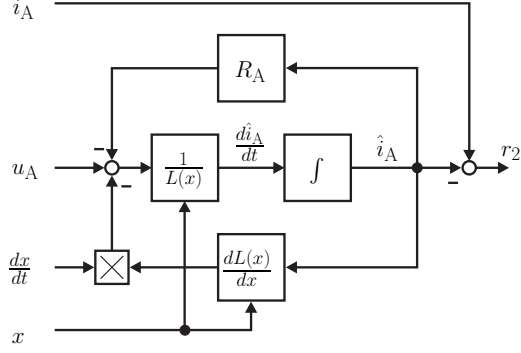 i_A
R_A
u_A
1/L(x)
dî_A/dt
∫
î_A
r_2
dx/dt
dL(x)/dx
x